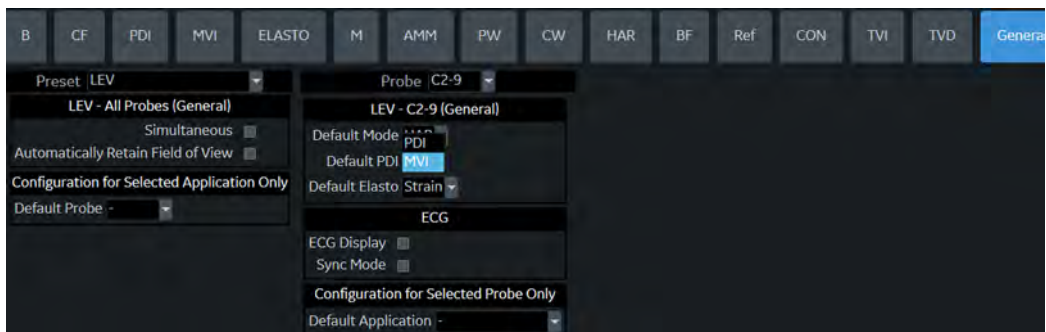 B CF PDI MVI ELASTO M AMM PW CW HAR BF Ref CON TVI TVD General
Preset LEV
LEV - All Probes (General)
Simultaneous
Automatically Retain Field of View
Configuration for Selected Application Only
Default Probe -
Probe C2-9
LEV - C2-9 (General)
Default Mode HAR
PDI
Default PDI MVI
Default Elasto Strain
ECG
ECG Display
Sync Mode
Configuration for Selected Probe Only
Default Application -